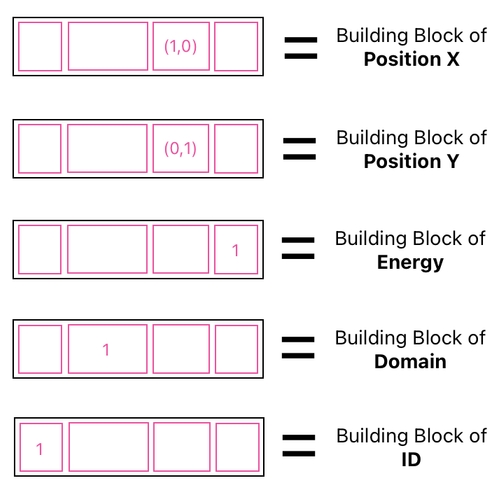 (1,0)
=
Building Block of
Position X
(0,1)
=
Building Block of
Position Y
1
=
Building Block of
Energy
1
=
Building Block of
Domain
1
=
Building Block of
ID